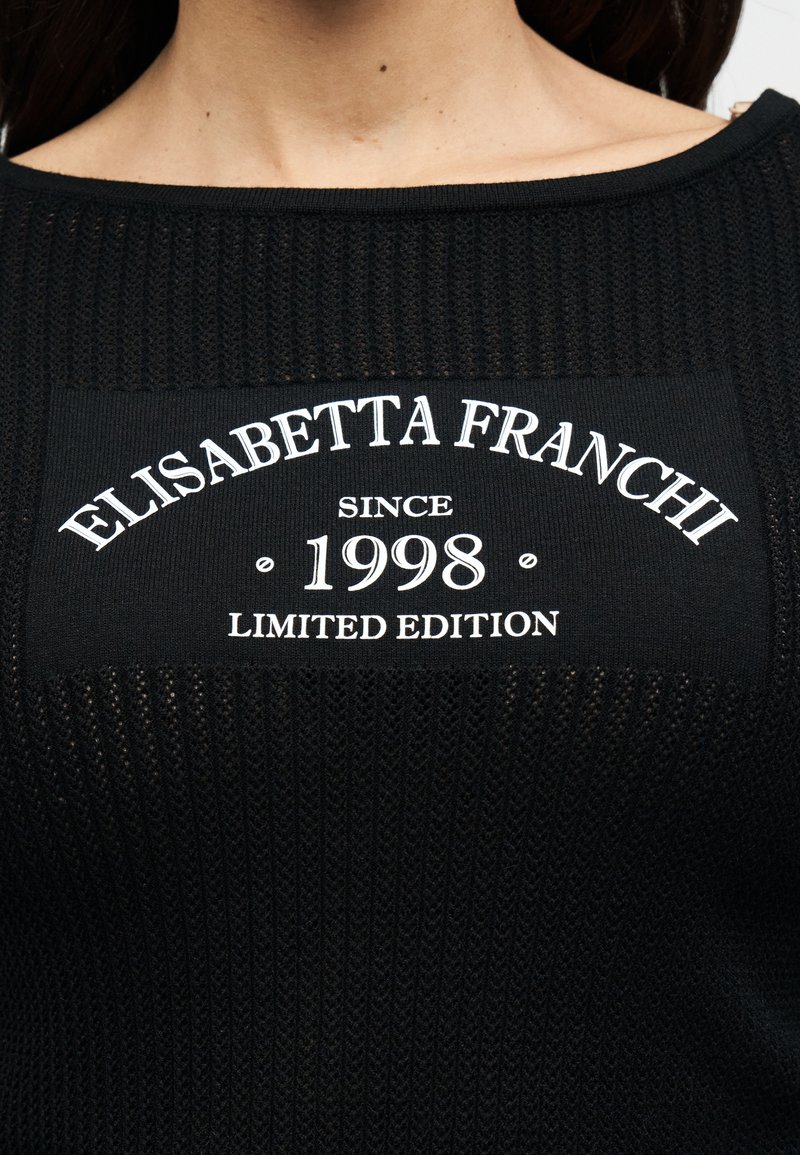 ELISABETTA FRANCHI
SINCE
1998
LIMITED EDITION